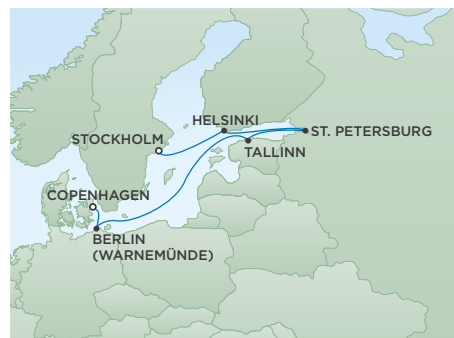 HELSINKI
ST. PETERSBURG
STOCKHOLM
TALLINN
COPENHAGEN
BERLIN
(WARNEMÜNDE)